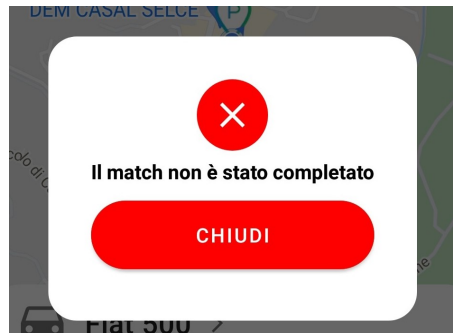 DEM CASAL SELCE
P
Il match non è stato completato
CHIUDI
Fiat 500